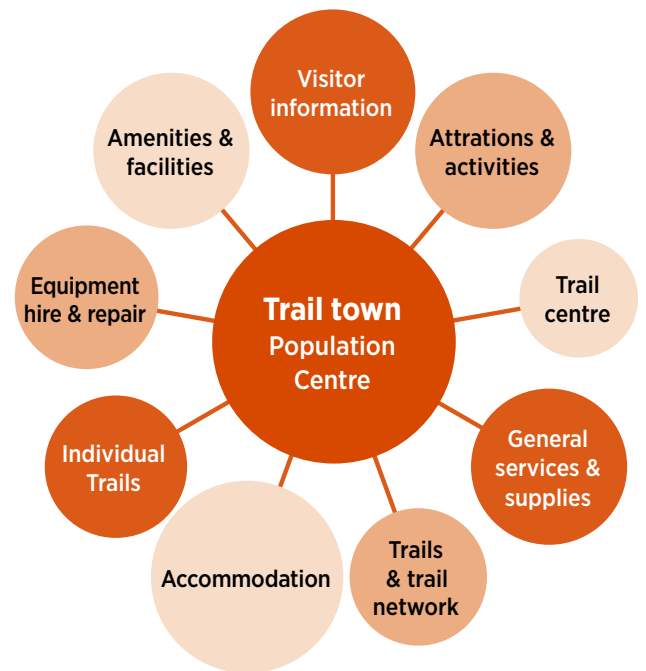 Visitor
information
Attrations &
activities
Trail
centre
General
services &
supplies
Trails
& trail
network
Accommodation
Individual
Trails
Equipment
hire & repair
Amenities &
facilities
Trail town
Population
Centre